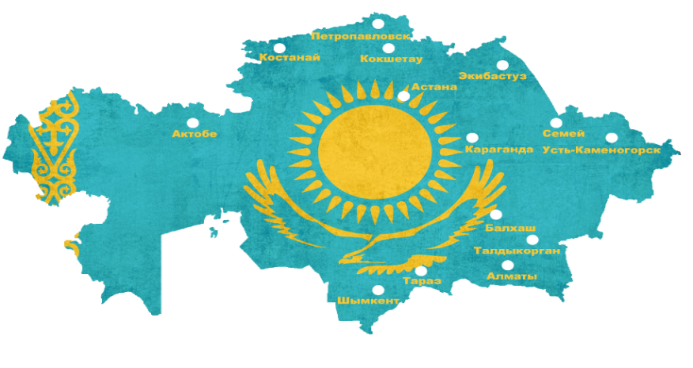 Петропавловск
Костанай
Кокшетау
Экибастуз
Астана
Актобе
Семей
Караганда
Усть-Каменогорск
Балхаш
Талдыкорган
Алматы
Тараз
Шымкент